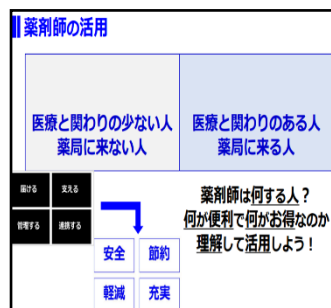 薬剤師の活用
医療と関わりの少ない人
薬局に来ない人
医療と関わりのある人
薬局に来る人
届ける
支える
管理する
連携する
安全
節約
軽減
充実
薬剤師は何する人？
何が便利で何がお得なのか
理解して活用しよう！